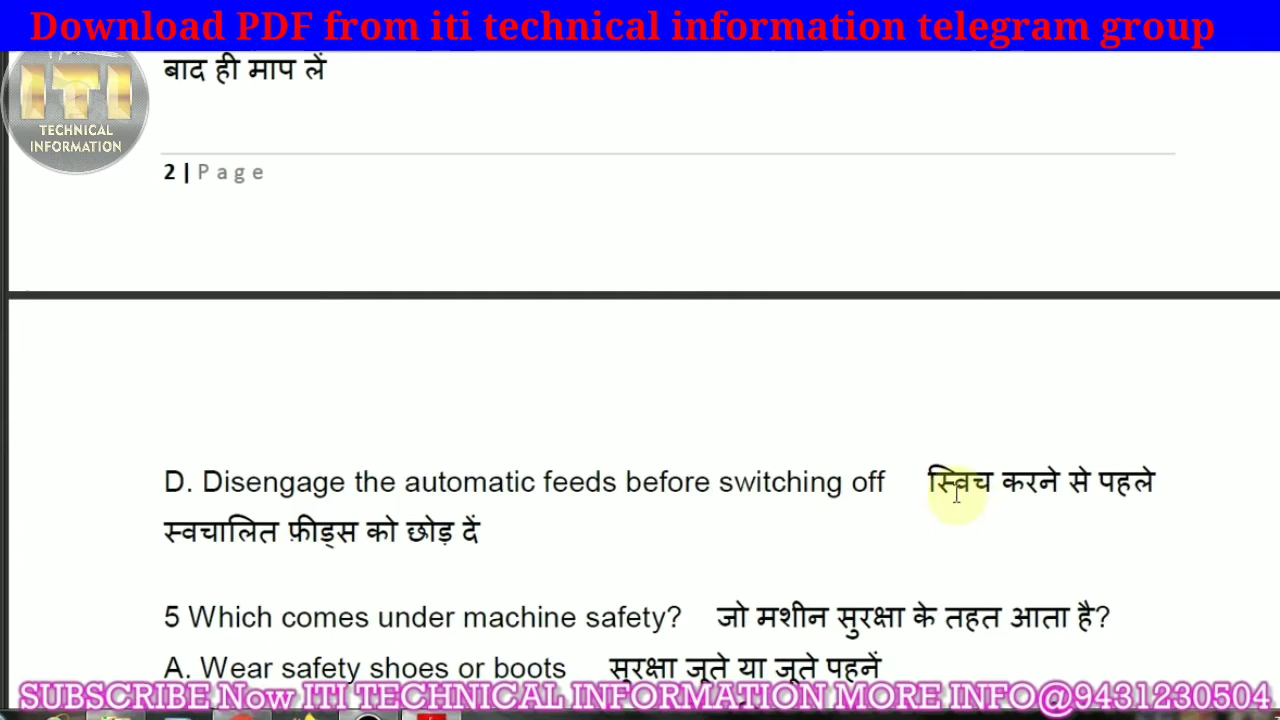 Download PDF from iti technical information telegram group
बाद ही माप लें
ITI
TECHNICAL
INFORMATION
2 | Page
D. Disengage the automatic feeds before switching off स्विच करने से पहले
स्वचालित फ़ीड्स को छोड़ दें
5 Which comes under machine safety? जो मशीन सुरक्षा के तहत आता है?
A. Wear safety shoes or boots सुरक्षा जूते या जूते पहनें
SUBSCRIBE Now ITI TECHNICAL INFORMATION MORE INFO@9431230504